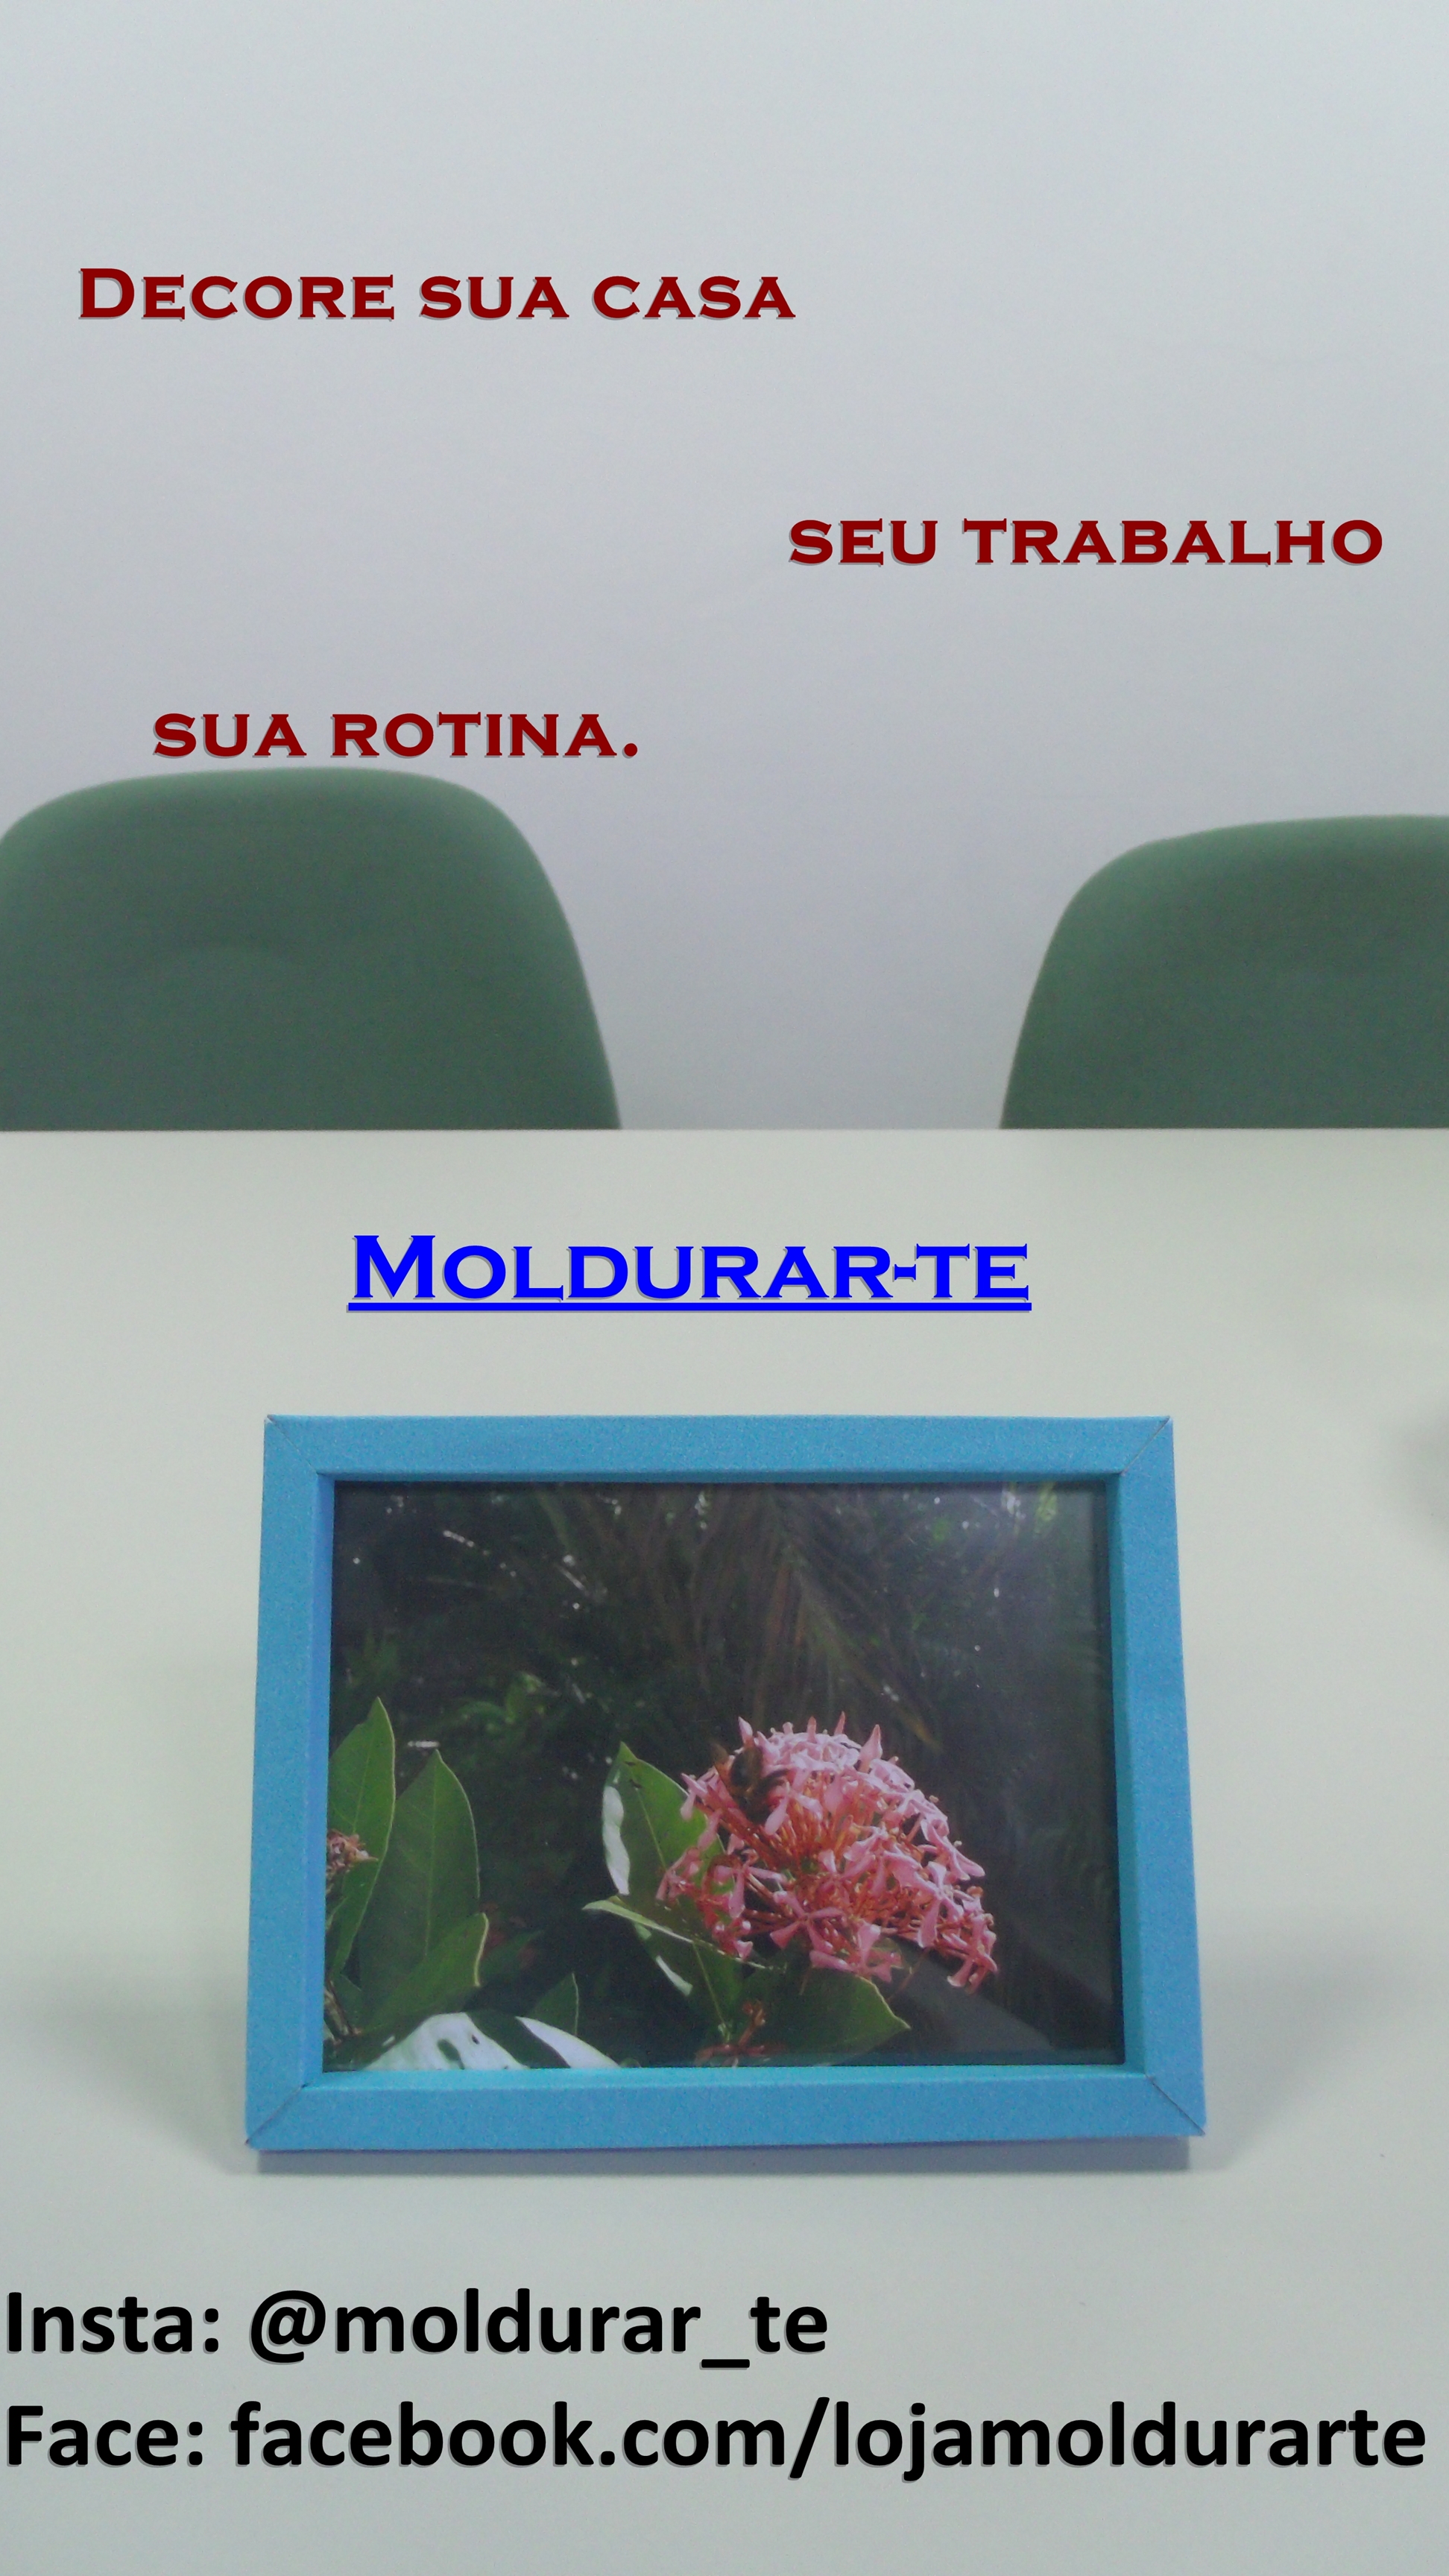 Decore sua casa
seu trabalho
sua rotina.
Moldurar-te
Insta: @moldurar_te
Face: facebook.com/lojamoldurarte